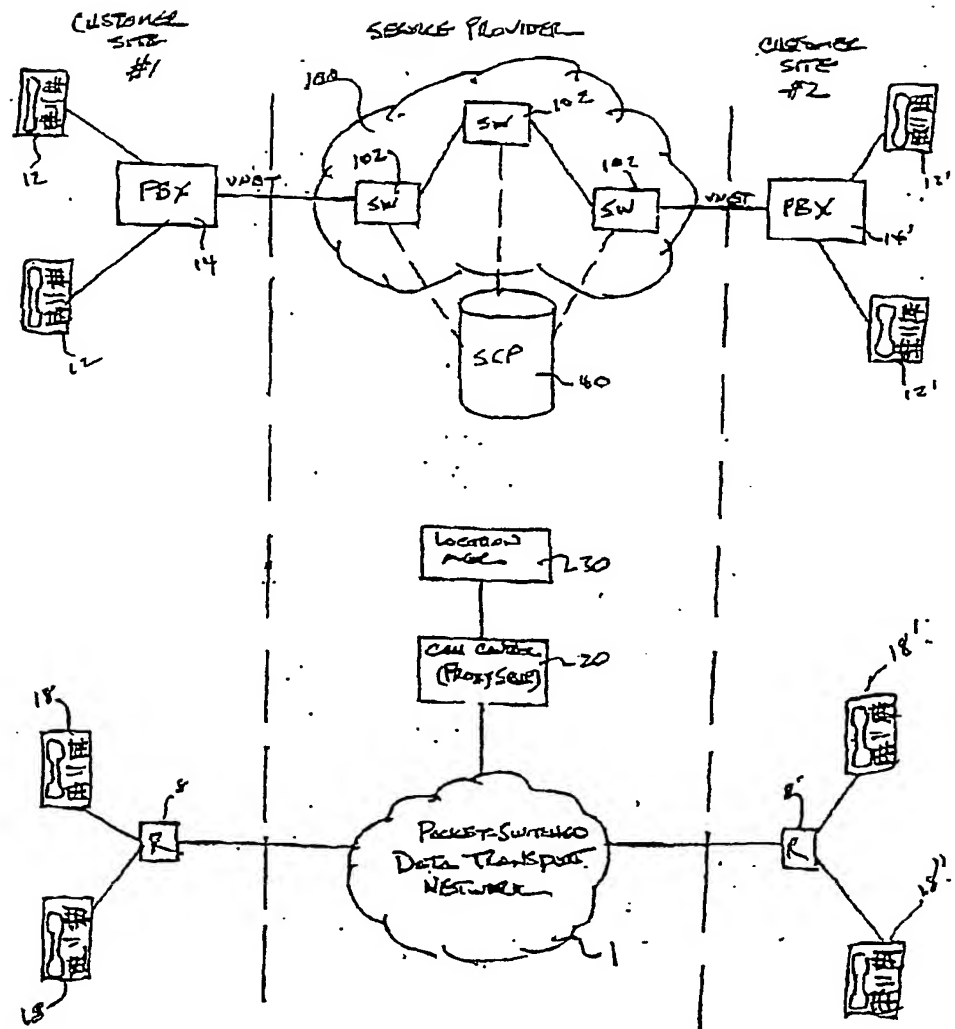 CUSTOMER
SITE
#1
SERVICE PROVIDER
CUSTOMER
SITE
#2
100
102
SW
12
102
102
12'
PBX
VNET
SW
SW
VNET
PBX
14
14'
12
SCP
40
12'
LOCATION
MGR.
30
CALL CONTROL
(PROXY SERVER)
20
18'
18
8
8'
R
R
PACKET-SWITCHED
DATA TRANSPORT
NETWORK
18'
1
18